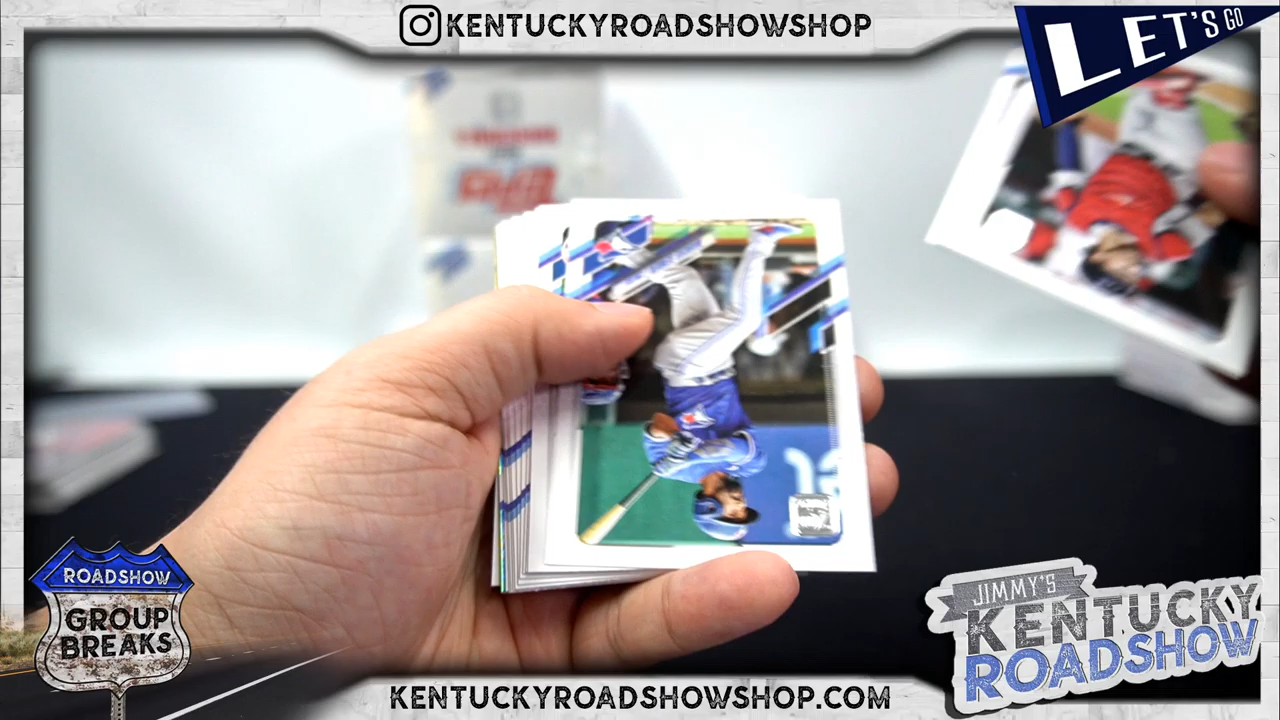 KENTUCKYROADSHOWSHOP
LET'S GO
ROADSHOW
GROUP
BREAKS
JIMMY'S
KENTUCKY
ROADSHOW
KENTUCKYROADSHOWSHOP.COM